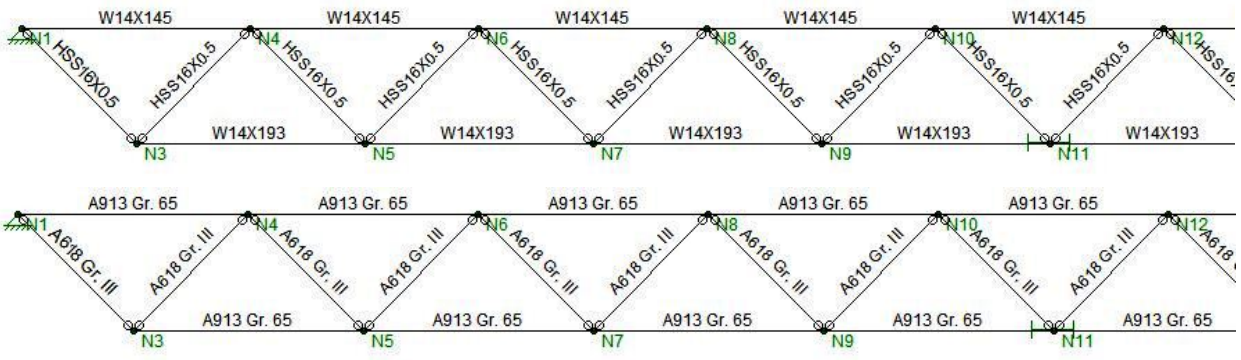 W14X145 W14X145 W14X145 W14X145 W14X145
N1 N4 N6 N8 N10 N12
HSS16X0.5 HSS16X0.5 HSS16X0.5 HSS16X0.5 HSS16X0.5 HSS16X0.5 HSS16X0.5 HSS16X0.5 HSS16X0.5 HSS16X0.5 HSS16X
W14X193 W14X193 W14X193 W14X193 W14X193
N3 N5 N7 N9 N11
A913 Gr. 65 A913 Gr. 65 A913 Gr. 65 A913 Gr. 65 A913 Gr. 65
N1 N4 N6 N8 N10 N12
A618 Gr. III A618 Gr. III A618 Gr. III A618 Gr. III A618 Gr. III A618 Gr. III A618 Gr. III A618 Gr. III A618 Gr. III A618 Gr. III A618 G
A913 Gr. 65 A913 Gr. 65 A913 Gr. 65 A913 Gr. 65 A913 Gr. 65
N3 N5 N7 N9 N11